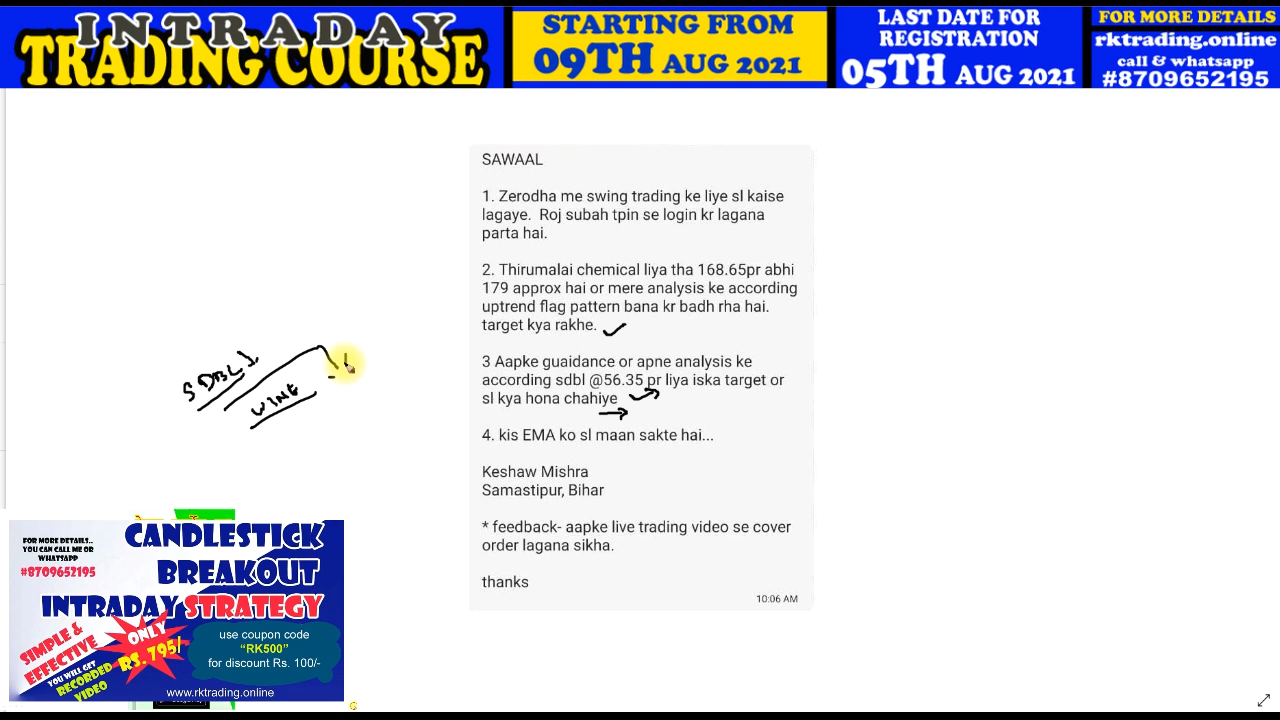 INTRADAY
TRADING COURSE
STARTING FROM
09TH AUG 2021
LAST DATE FOR
REGISTRATION
05TH AUG 2021
FOR MORE DETAILS
rktrading.online
call & whatsapp
#8709652195
SAWAAL
1. Zerodha me swing trading ke liye sl kaise
lagaye. Roj subah tpin se login kr lagana
parta hai.
2. Thirumalai chemical liya tha 168.65pr abhi
179 approx hai or mere analysis ke according
uptrend flag pattern bana kr badh rha hai.
target kya rakhe.
3 Aapke guaidance or apne analysis ke
according sdbl @56.35 pr liya iska target or
sl kya hona chahiye
4. kis EMA ko sl maan sakte hai...
Keshaw Mishra
Samastipur, Bihar
* feedback- aapke live trading video se cover
order lagana sikha.
thanks
10:06 AM
SDBL
WINE
FOR MORE DETAILS..
YOU CAN CALL ME OR
WHATSAPP
#8709652195
CANDLESTICK
BREAKOUT
INTRADAY STRATEGY
SIMPLE &
EFFECTIVE
YOU WILL GET
RECORDED
VIDEO
ONLY
RS. 795/
use coupon code
“RK500”
for discount Rs. 100/-
www.rktrading.online